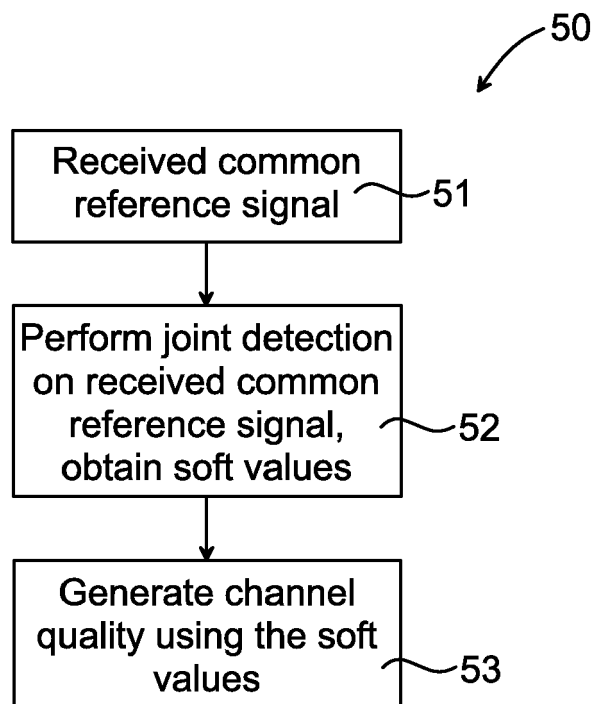 50
Received common
reference signal
51
Perform joint detection
on received common
reference signal,
obtain soft values
52
Generate channel
quality using the soft
values
53